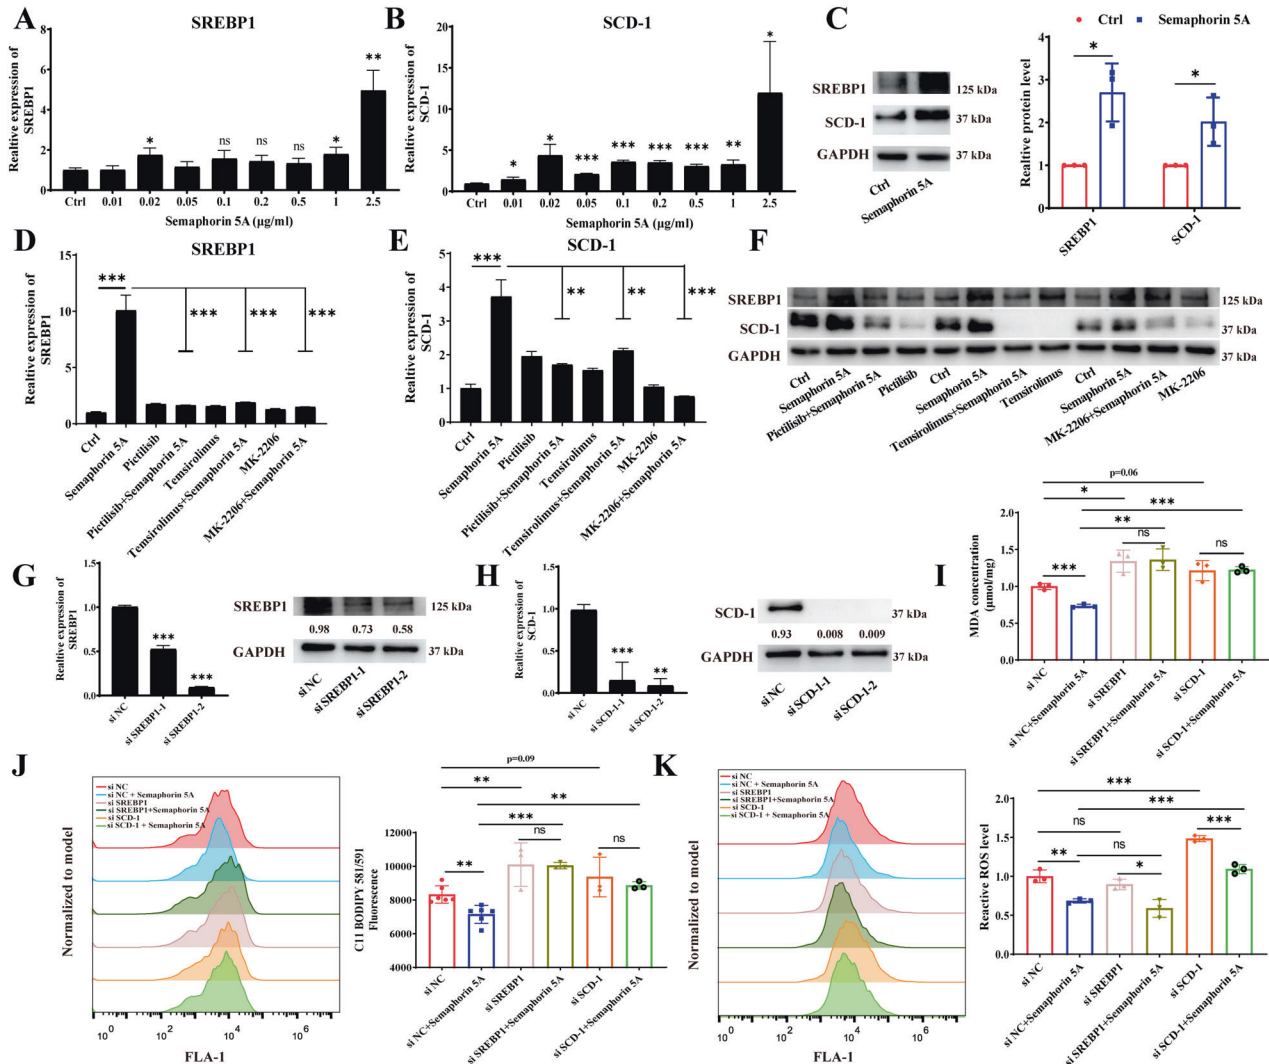 A
SREBP1
Realtive expression of
SREBP1
8
6
4
2
0
**
*
ns
ns
ns
*
Ctrl 0.01 0.02 0.05 0.1 0.2 0.5 1 2.5
Semaphorin 5A (μg/ml)
B
SCD-1
Realtive expression of
SCD-1
25
20
15
10
5
0
*
*
***
***
***
***
**
*
Ctrl 0.01 0.02 0.05 0.1 0.2 0.5 1 2.5
Semaphorin 5A (μg/ml)
C
SREBP1 125 kDa
SCD-1 37 kDa
GAPDH 37 kDa
Ctrl
Semaphorin 5A
Ctrl Semaphorin 5A
Realtive protein level
4
3
2
1
0
*
*
SREBP1
SCD-1
D
SREBP1
Realtive expression of
SREBP1
15
10
5
0
***
***
***
***
Ctrl
Semaphorin 5A
Pictilisib
Pictilisib+Semaphorin 5A
Temsirolimus
Temsirolimus+Semaphorin 5A
MK-2206
MK-2206+Semaphorin 5A
E
SCD-1
Realtive expression of
SCD-1
5
4
3
2
1
0
***
**
**
***
Ctrl
Semaphorin 5A
Pictilisib
Pictilisib+Semaphorin 5A
Temsirolimus
Temsirolimus+Semaphorin 5A
MK-2206
MK-2206+Semaphorin 5A
F
SREBP1 125 kDa
SCD-1 37 kDa
GAPDH 37 kDa
Ctrl
Semaphorin 5A
Pictilisib+Semaphorin 5A
Pictilisib
Ctrl
Semaphorin 5A
Temsirolimus+Semaphorin 5A
Temsirolimus
Ctrl
Semaphorin 5A
MK-2206+Semaphorin 5A
MK-2206
G
Realtive expression of
SREBP1
1.5
1.0
0.5
0.0
***
***
si NC
si SREBP1-1
si SREBP1-2
SREBP1 125 kDa
0.98 0.73 0.58
GAPDH 37 kDa
si NC
si SREBP1-1
si SREBP1-2
H
Realtive expression of
SCD-1
1.5
1.0
0.5
0.0
***
**
si NC
si SCD-1-1
si SCD-1-2
SCD-1 37 kDa
0.93 0.008 0.009
GAPDH 37 kDa
si NC
si SCD-1-1
si SCD-1-2
I
MDA concentration
(μmol/mg)
2.0
1.5
1.0
0.5
0.0
p=0.06
*
***
**
ns
ns
***
si NC
si NC+Semaphorin 5A
si SREBP1
si SREBP1+Semaphorin 5A
si SCD-1
si SCD-1+Semaphorin 5A
J
Normalized to model
si NC
si NC + Semaphorin 5A
si SREBP1
si SREBP1+Semaphorin 5A
si SCD-1
si SCD-1 + Semaphorin 5A
10⁰ 10² 10⁴ 10⁶
FLA-1
C11 BODIPY 581/591
Fluorescence
12000
10000
8000
6000
4000
p=0.09
**
**
***
ns
ns
**
si NC
si NC+Semaphorin 5A
si SREBP1
si SREBP1+Semaphorin 5A
si SCD-1
si SCD-1+Semaphorin 5A
K
Normalized to model
si NC
si NC + Semaphorin 5A
si SREBP1
si SREBP1+Semaphorin 5A
si SCD-1
si SCD-1 + Semaphorin 5A
10⁰ 10² 10⁴ 10⁶
FLA-1
Reactive ROS level
2.0
1.5
1.0
0.5
0.0
***
***
ns
***
**
ns
*
si NC
si NC+Semaphorin 5A
si SREBP1
si SREBP1+Semaphorin 5A
si SCD-1
si SCD-1+Semaphorin 5A